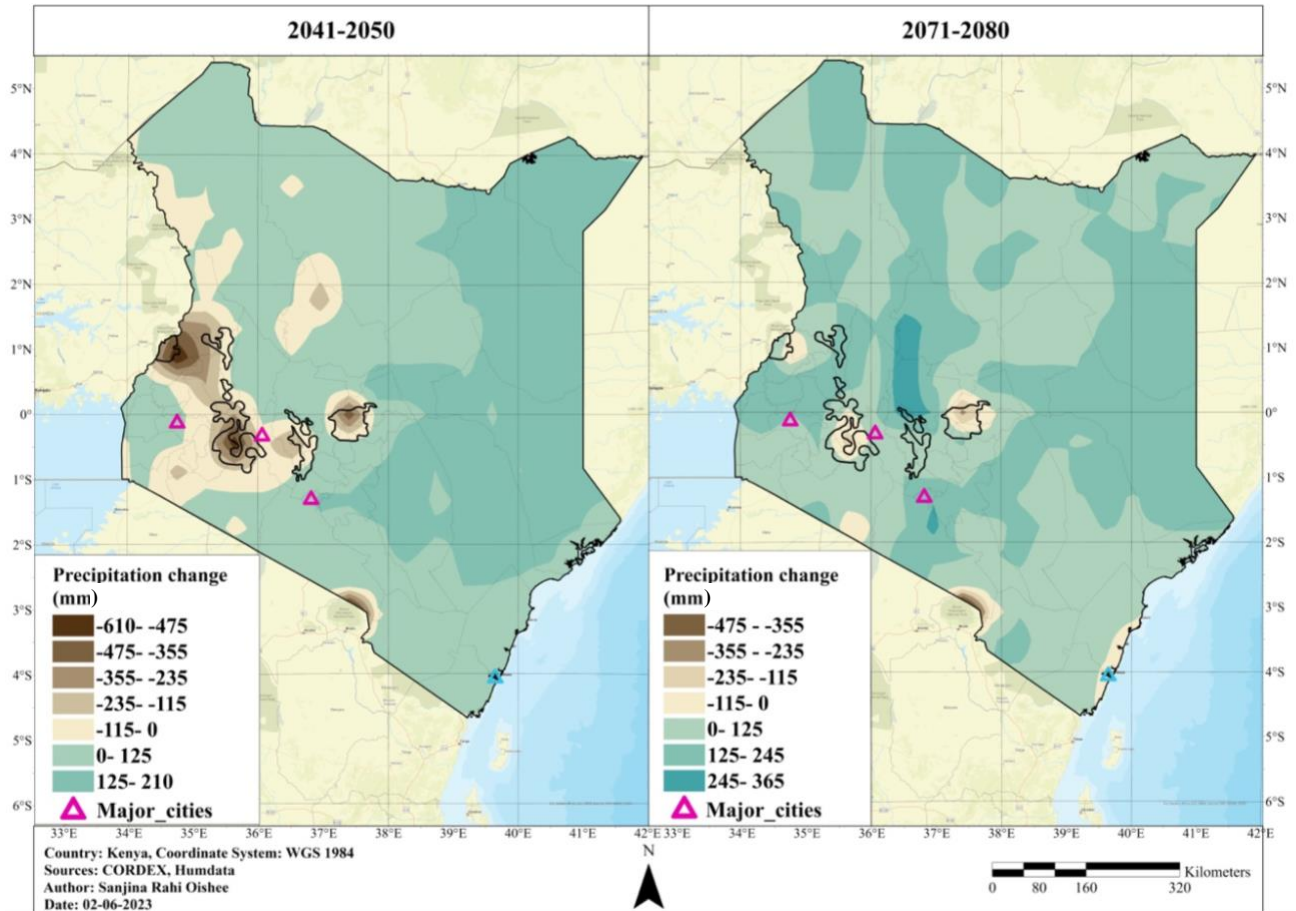 2041-2050
2071-2080
5°N
4°N
3°N
2°N
1°N
0°
1°S
2°S
3°S
4°S
5°S
6°S
5°N
4°N
3°N
2°N
1°N
0°
1°S
2°S
3°S
4°S
5°S
6°S
Precipitation change
(mm)
-610- -475
-475- -355
-355- -235
-235- -115
-115- 0
0- 125
125- 210
Major_cities
Precipitation change
(mm)
-475 - -355
-355- -235
-235- -115
-115- 0
0- 125
125- 245
245- 365
Major_cities
33°E 34°E 35°E 36°E 37°E 38°E 39°E 40°E 41°E 42°E 33°E 34°E 35°E 36°E 37°E 38°E 39°E 40°E 41°E 42°E
Country: Kenya, Coordinate System: WGS 1984
Sources: CORDEX, Humdata
Author: Sanjina Rahi Oishee
Date: 02-06-2023
N
Kilometers
0 80 160 320